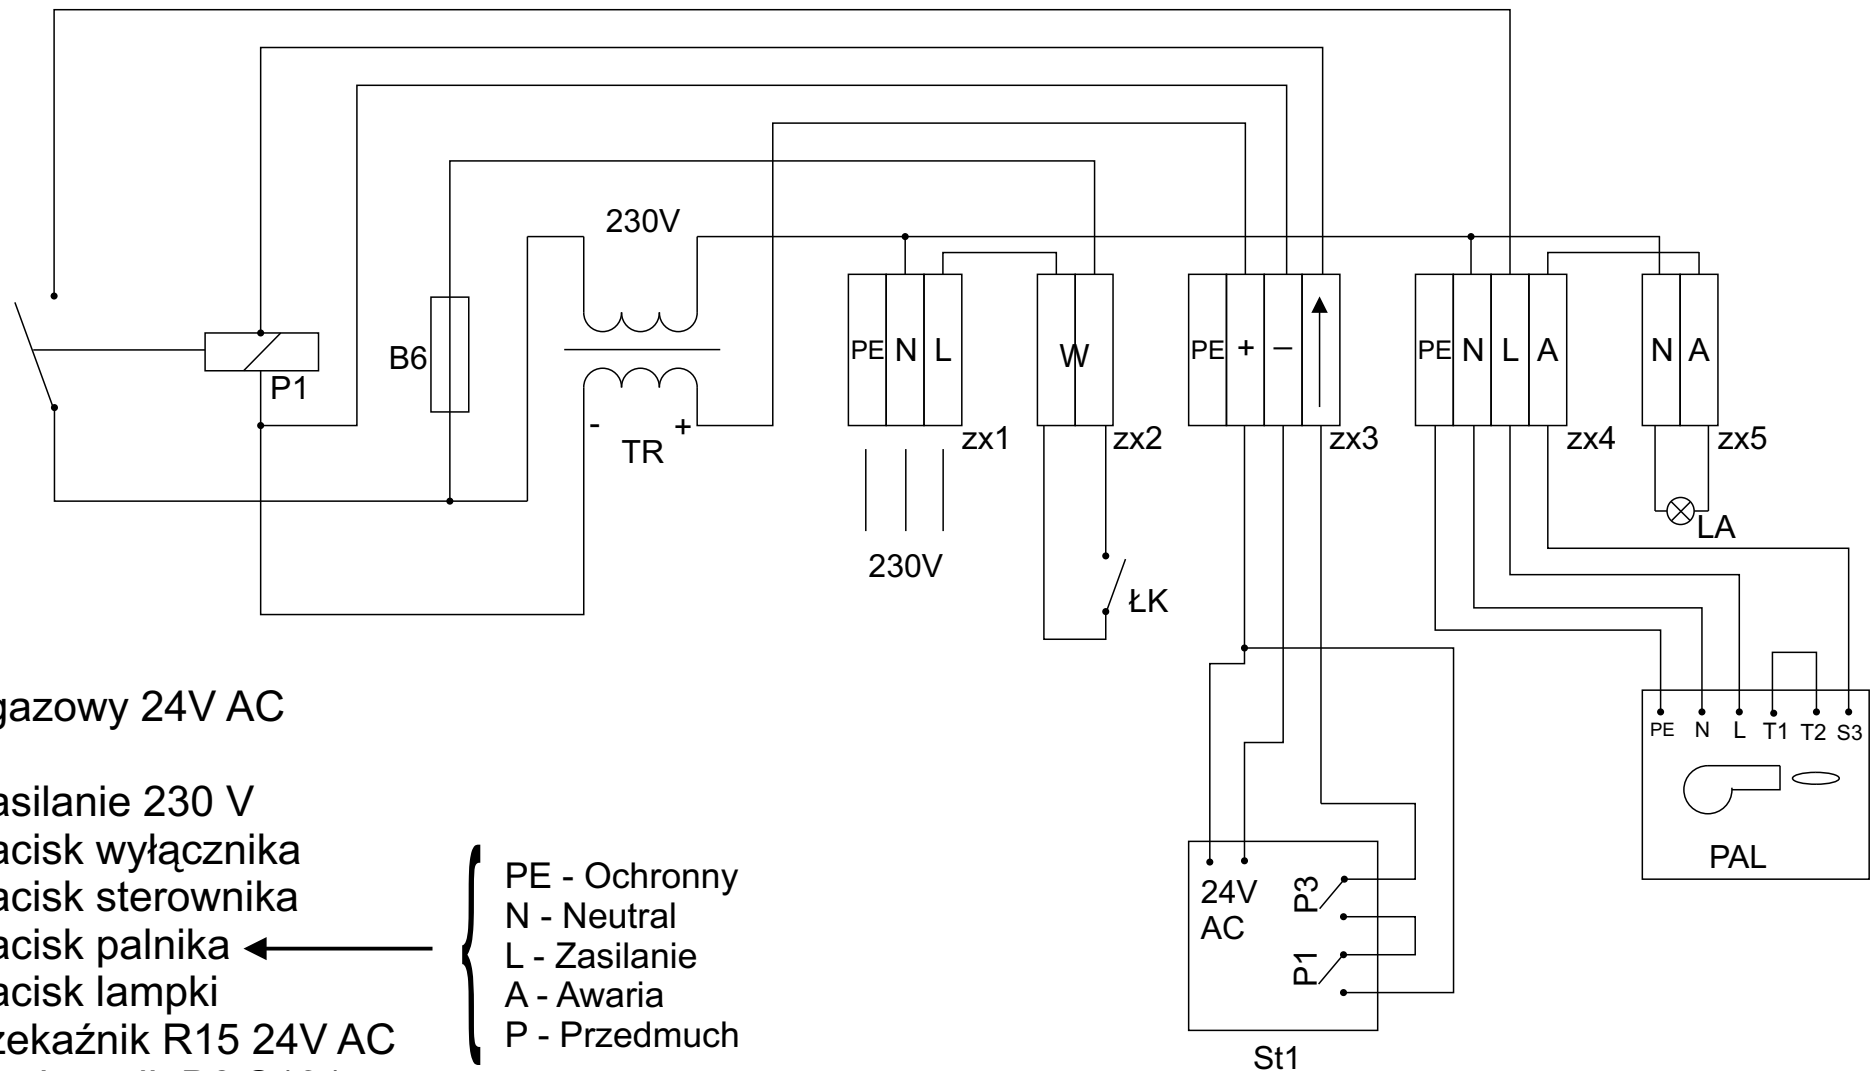 230V
B6
P1
- TR +
PE N L
zx1
230V
W
zx2
ŁK
PE + –
zx3
PE N L A
zx4
N A
zx5
LA
PE N L T1 T2 S3
PAL
24V
AC
P3
P1
St1
gazowy 24V AC
asilanie 230 V
acisk wyłącznika
acisk sterownika
acisk palnika
acisk lampki
zekaźnik R15 24V AC
PE - Ochronny
N - Neutral
L - Zasilanie
A - Awaria
P - Przedmuch